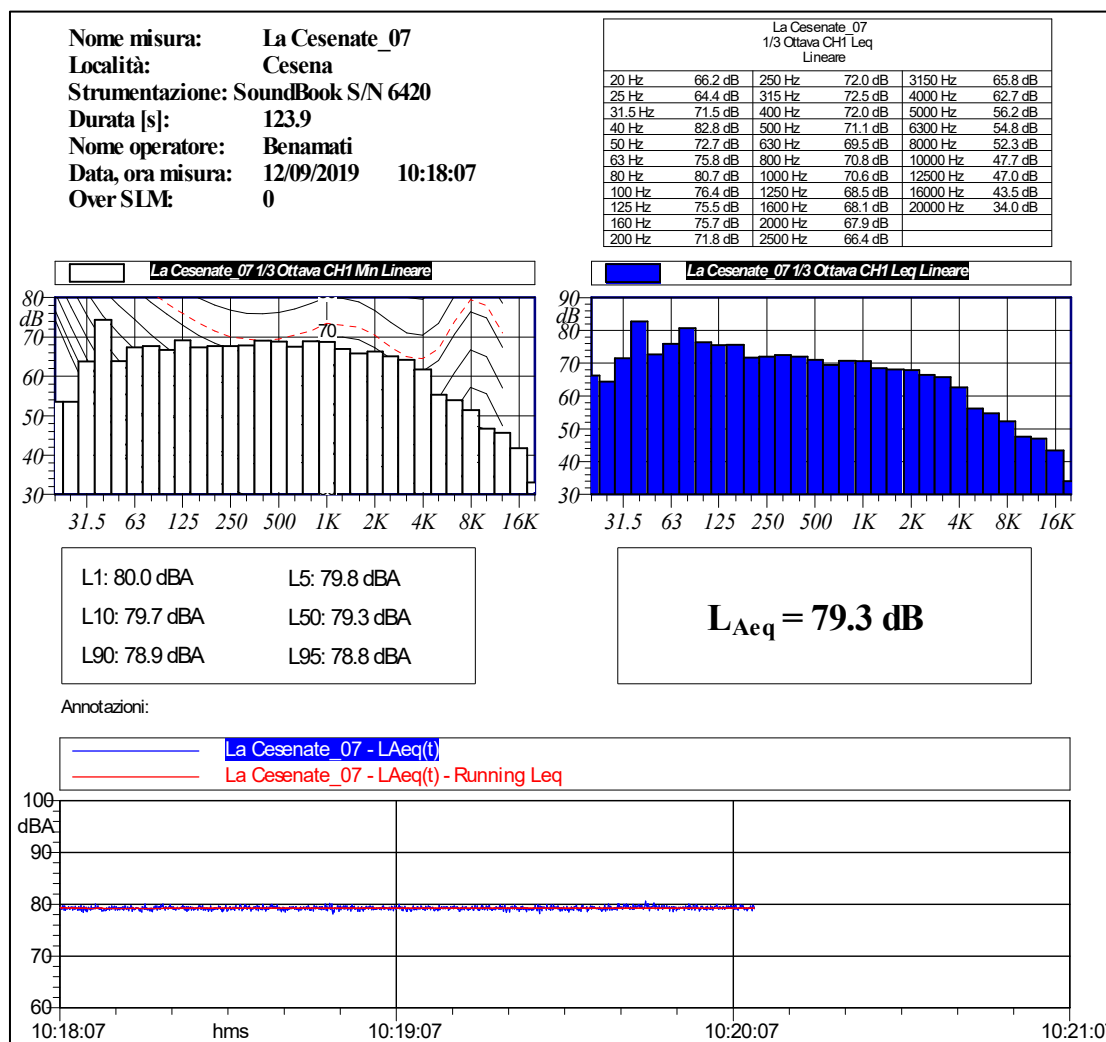 Nome misura: La Cesenate_07
Località: Cesena
Strumentazione: SoundBook S/N 6420
Durata [s]: 123.9
Nome operatore: Benamati
Data, ora misura: 12/09/2019 10:18:07
Over SLM: 0
La Cesenate_07
1/3 Ottava CH1 Leq
Lineare
20 Hz 66.2 dB 250 Hz 72.0 dB 3150 Hz 65.8 dB
25 Hz 64.4 dB 315 Hz 72.5 dB 4000 Hz 62.7 dB
31.5 Hz 71.5 dB 400 Hz 72.0 dB 5000 Hz 56.2 dB
40 Hz 82.8 dB 500 Hz 71.1 dB 6300 Hz 54.8 dB
50 Hz 72.7 dB 630 Hz 69.5 dB 8000 Hz 52.3 dB
63 Hz 75.8 dB 800 Hz 70.8 dB 10000 Hz 47.7 dB
80 Hz 80.7 dB 1000 Hz 70.6 dB 12500 Hz 47.0 dB
100 Hz 76.4 dB 1250 Hz 68.5 dB 16000 Hz 43.5 dB
125 Hz 75.5 dB 1600 Hz 68.1 dB 20000 Hz 34.0 dB
160 Hz 75.7 dB 2000 Hz 67.9 dB
200 Hz 71.8 dB 2500 Hz 66.4 dB
La Cesenate_07 1/3 Ottava CH1 Min Lineare
80
dB
70
60
50
40
30
70
31.5 63 125 250 500 1K 2K 4K 8K 16K
La Cesenate_07 1/3 Ottava CH1 Leq Lineare
90
dB
80
70
60
50
40
30
31.5 63 125 250 500 1K 2K 4K 8K 16K
L1: 80.0 dBA L5: 79.8 dBA
L10: 79.7 dBA L50: 79.3 dBA
L90: 78.9 dBA L95: 78.8 dBA
LAeq = 79.3 dB
Annotazioni:
La Cesenate_07 - LAeq(t)
La Cesenate_07 - LAeq(t) - Running Leq
100
dBA
90
80
70
60
10:18:07 hms 10:19:07 10:20:07 10:21:07